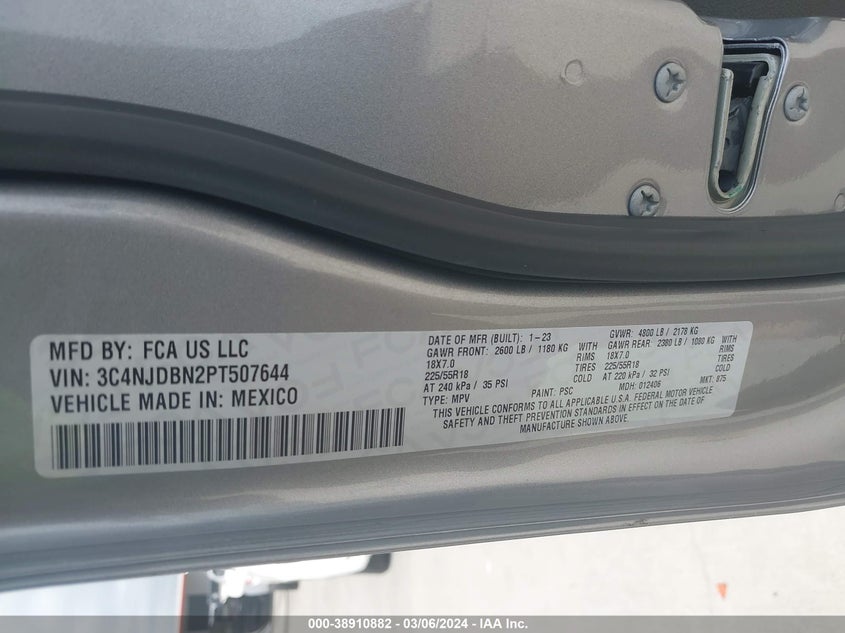 MFD BY: FCA US LLC
VIN: 3C4NJDBN2PT507644
VEHICLE MADE IN: MEXICO
DATE OF MFR (BUILT): 1-23 GVWR: 4800 LB / 2178 KG
GAWR FRONT: 2600 LB / 1180 KG WITH GAWR REAR: 2380 LB / 1080 KG WITH
18X7.0 RIMS 18X7.0 RIMS
225/55R18 TIRES 225/55R18 TIRES
AT 240 kPa / 35 PSI COLD AT 220 kPa / 32 PSI COLD
TYPE: MPV PAINT: PSC MDH: 012406 MKT: 875
THIS VEHICLE CONFORMS TO ALL APPLICABLE U.S.A. FEDERAL MOTOR VEHICLE
SAFETY AND THEFT PREVENTION STANDARDS IN EFFECT ON THE DATE OF
MANUFACTURE SHOWN ABOVE.
000-38910882 - 03/06/2024 - IAA Inc.